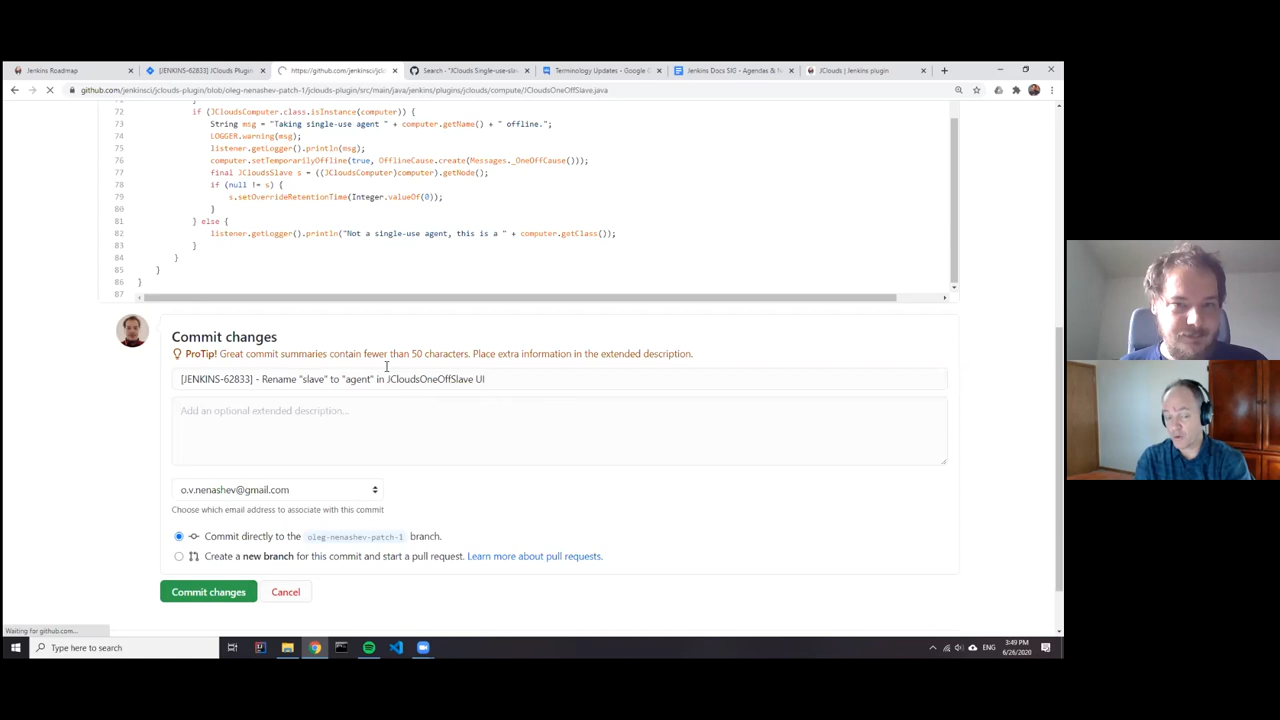 Jenkins Roadmap
[JENKINS-62833] JClouds Plugin
https://github.com/jenkinsci/jclo
Search · "JClouds Single-use-slav
Terminology Updates - Google
Jenkins Docs SIG - Agendas & N
JClouds | Jenkins plugin
github.com/jenkinsci/jclouds-plugin/src/oleg-nenashev-patch-1/jclouds-plugin/src/main/java/jenkins/plugins/jclouds/compute/JCloudsOneOffSlave.java
72 if (JCloudsComputer.class.isInstance(computer)) {
73 String msg = "Taking single-use agent " + computer.getName() + " offline.";
74 LOGGER.warning(msg);
75 listener.getLogger().println(msg);
76 computer.setTemporarilyOffline(true, OfflineCause.create(Messages._OneOffCause()));
77 final JCloudsSlave s = ((JCloudsComputer)computer).getNode();
78 if (null != s) {
79 s.setOverrideRetentionTime(Integer.valueOf(0));
80 }
81 } else {
82 listener.getLogger().println("Not a single-use agent, this is a " + computer.getClass());
83 }
84 }
85 }
86 }
87
Commit changes
ProTip! Great commit summaries contain fewer than 50 characters. Place extra information in the extended description.
[JENKINS-62833] - Rename "slave" to "agent" in JCloudsOneOffSlave UI
Add an optional extended description...
o.v.nenashev@gmail.com
Choose which email address to associate with this commit
Commit directly to the oleg-nenashev-patch-1 branch.
Create a new branch for this commit and start a pull request. Learn more about pull requests.
Commit changes
Cancel
Waiting for github.com...
Type here to search
ENG
3:49 PM
6/26/2020